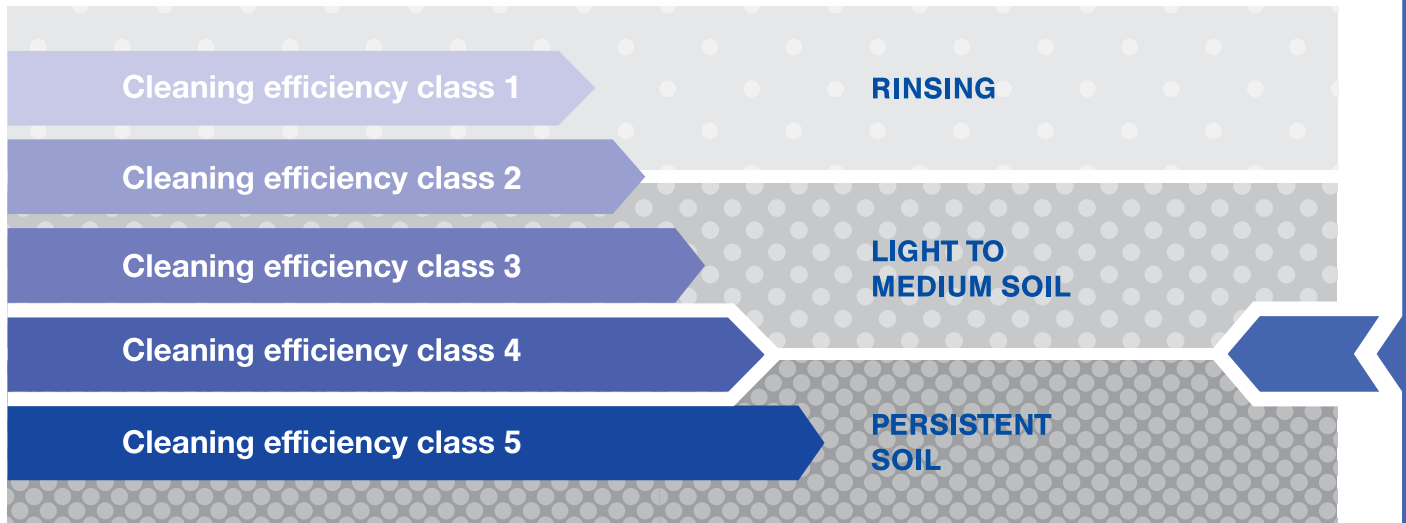 Cleaning efficiency class 1
RINSING
Cleaning efficiency class 2
Cleaning efficiency class 3
LIGHT TO
MEDIUM SOIL
Cleaning efficiency class 4
Cleaning efficiency class 5
PERSISTENT
SOIL